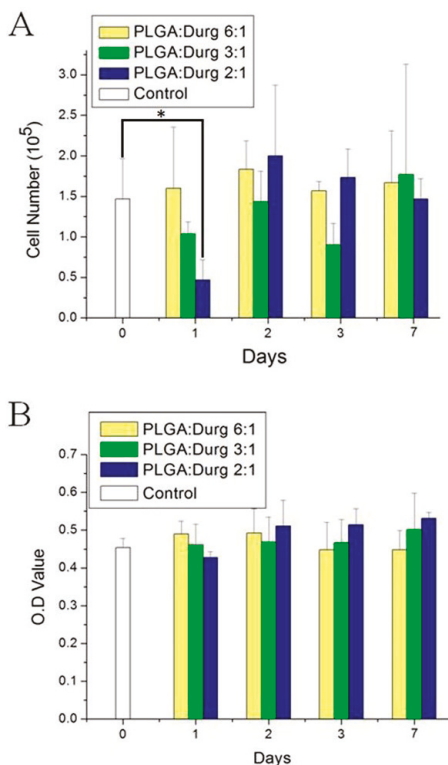 A
PLGA:Durg 6:1
PLGA:Durg 3:1
PLGA:Durg 2:1
Control
*
Cell Number (10⁵)
3.0
2.5
2.0
1.5
1.0
0.5
0.0
0 1 2 3 7
Days
B
PLGA:Durg 6:1
PLGA:Durg 3:1
PLGA:Durg 2:1
Control
O.D Value
0.7
0.6
0.5
0.4
0.3
0.2
0.1
0.0
0 1 2 3 7
Days